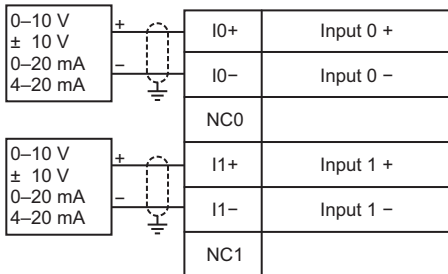 0–10 V
± 10 V
0–20 mA
4–20 mA
+
−
I0+ Input 0 +
I0− Input 0 −
NC0
0–10 V
± 10 V
0–20 mA
4–20 mA
+
−
I1+ Input 1 +
I1− Input 1 −
NC1